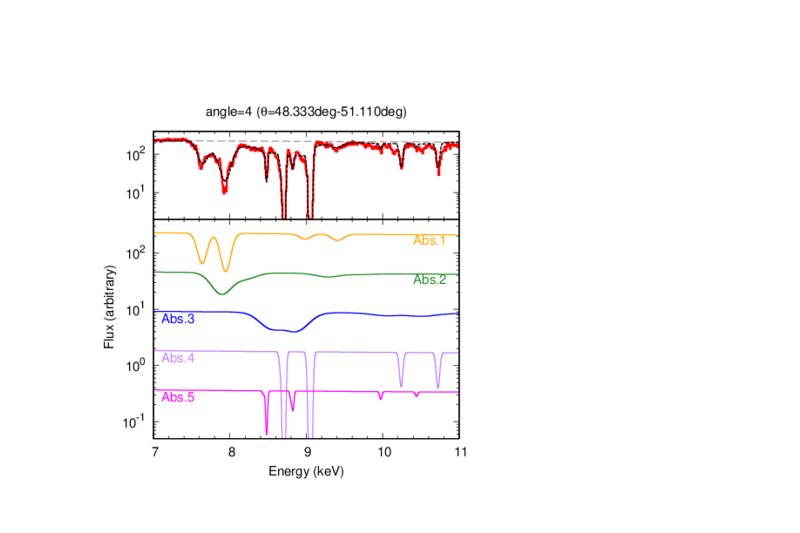 angle=4 (θ=48.333deg-51.110deg)
10²
10¹
Abs.1
10²
Abs.2
10¹
Abs.3
Abs.4
10⁰
Abs.5
10⁻¹
Flux (arbitrary)
7 8 9 10 11
Energy (keV)